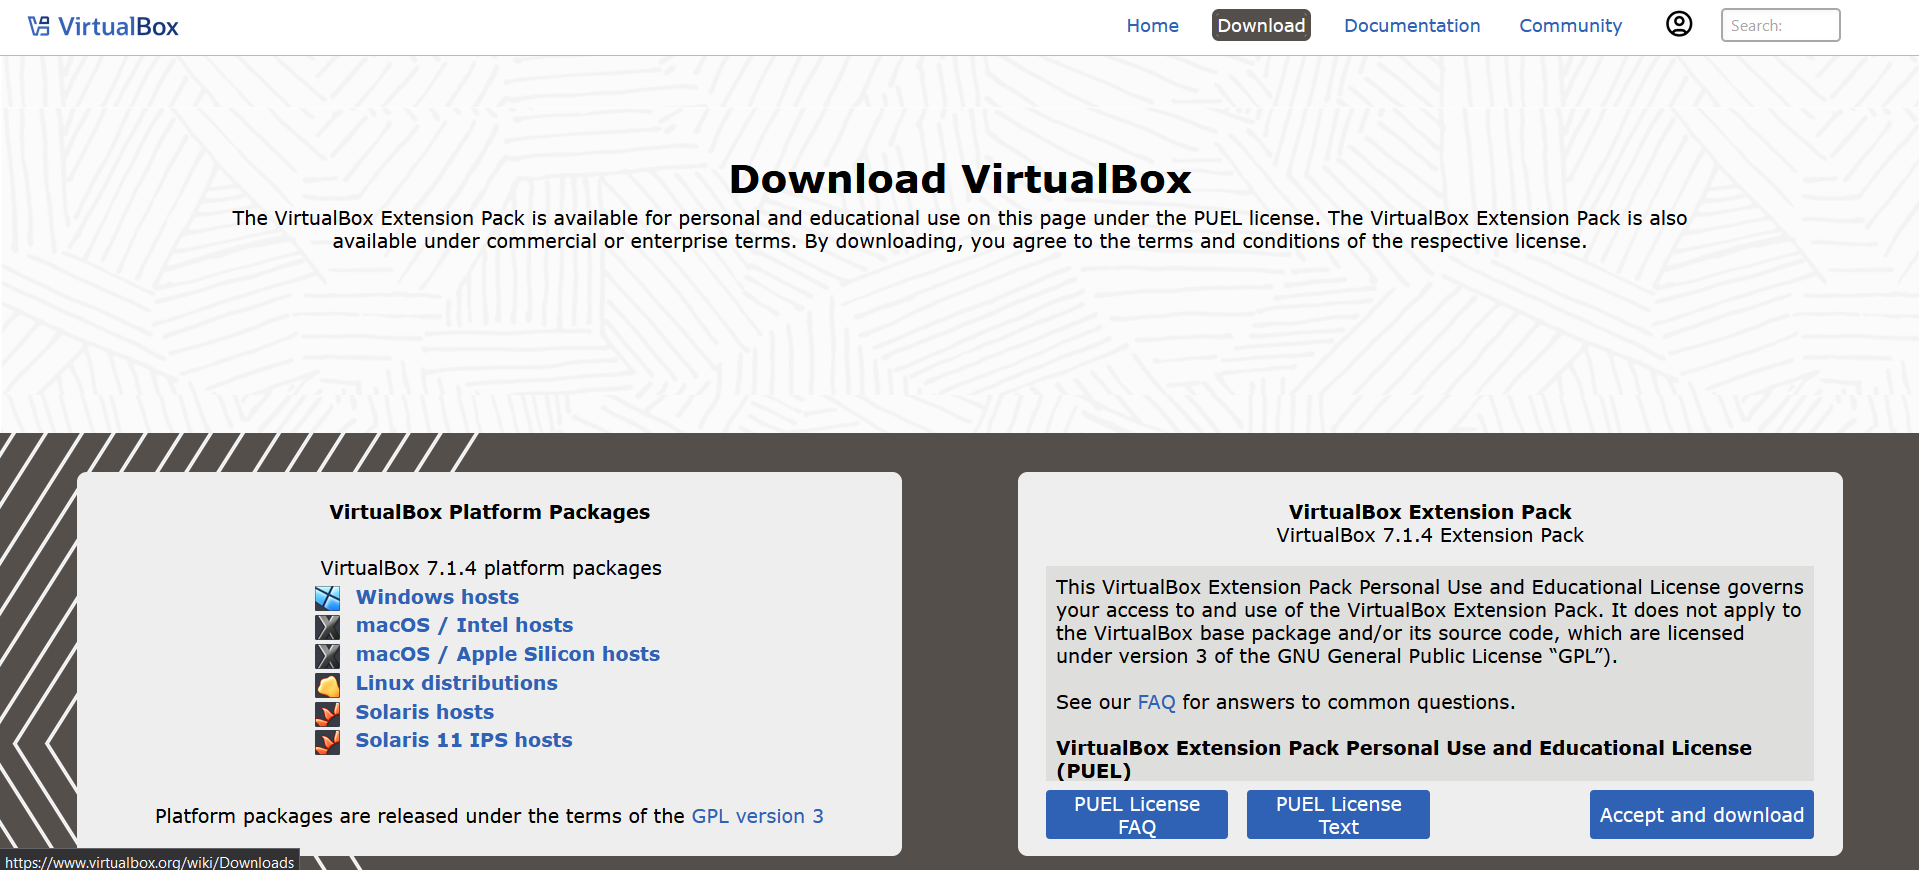 VirtualBox
Home
Download
Documentation
Community
Search:
Download VirtualBox
The VirtualBox Extension Pack is available for personal and educational use on this page under the PUEL license. The VirtualBox Extension Pack is also
available under commercial or enterprise terms. By downloading, you agree to the terms and conditions of the respective license.
VirtualBox Platform Packages
VirtualBox 7.1.4 platform packages
Windows hosts
macOS / Intel hosts
macOS / Apple Silicon hosts
Linux distributions
Solaris hosts
Solaris 11 IPS hosts
Platform packages are released under the terms of the GPL version 3
VirtualBox Extension Pack
VirtualBox 7.1.4 Extension Pack
This VirtualBox Extension Pack Personal Use and Educational License governs
your access to and use of the VirtualBox Extension Pack. It does not apply to
the VirtualBox base package and/or its source code, which are licensed
under version 3 of the GNU General Public License “GPL”).
See our FAQ for answers to common questions.
VirtualBox Extension Pack Personal Use and Educational License
(PUEL)
PUEL License
FAQ
PUEL License
Text
Accept and download
https://www.virtualbox.org/wiki/Downloads